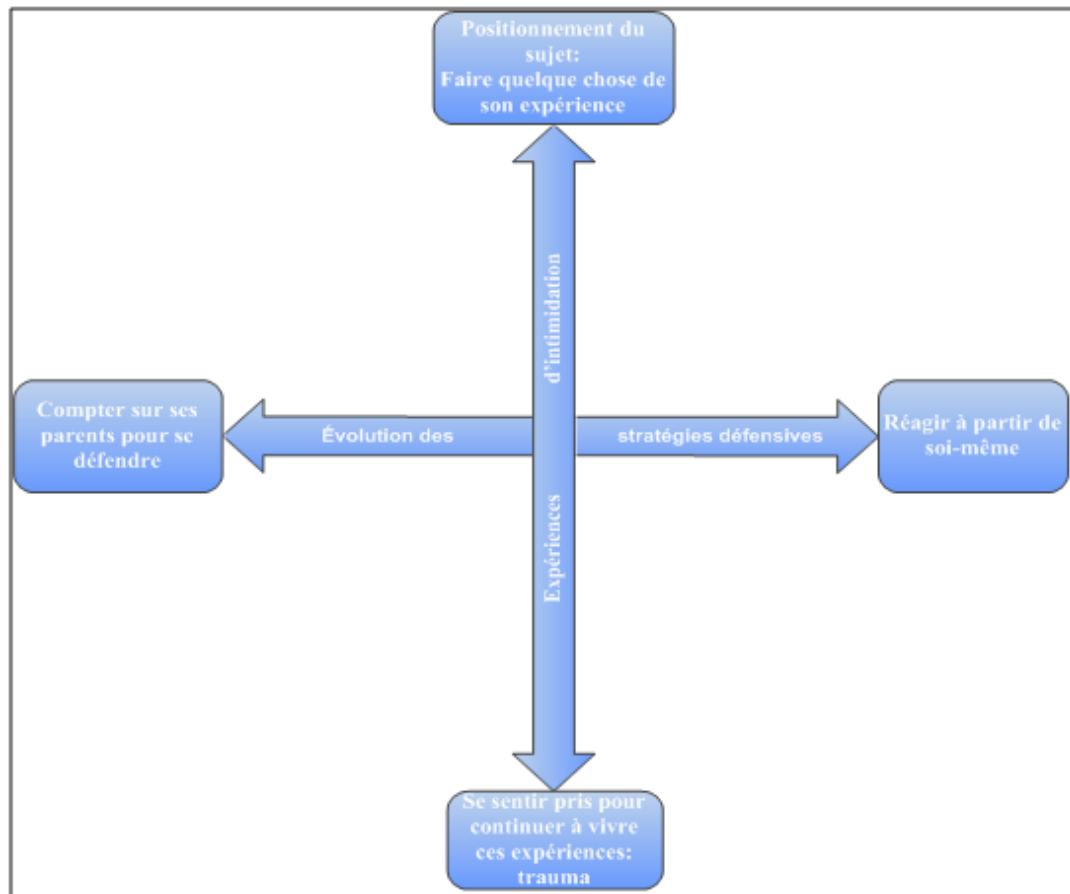 Positionnement du
sujet:
Faire quelque chose de
son expérience
d'intimidation
Compter sur ses
parents pour se
défendre
Évolution des
stratégies défensives
Réagir à partir de
soi-même
Expériences
Se sentir pris pour
continuer à vivre
ces expériences:
trauma